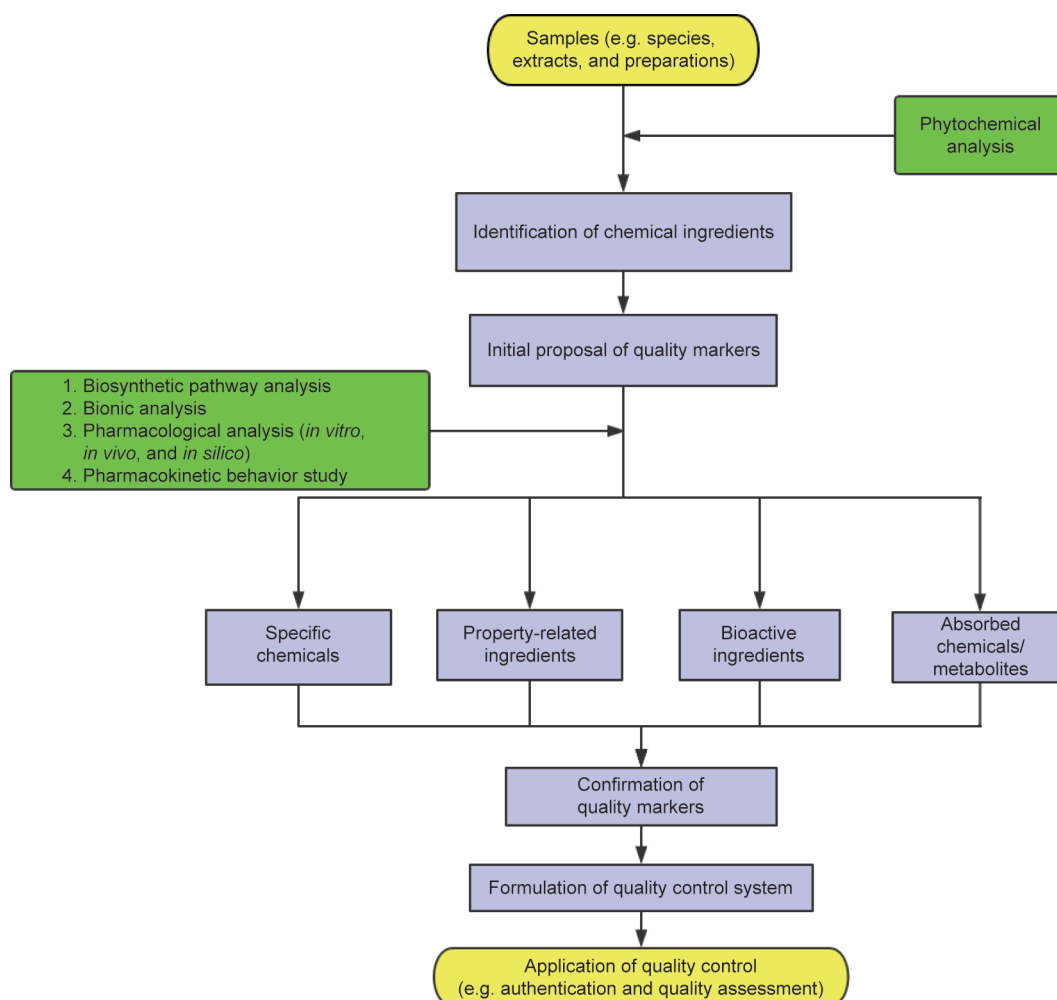 Samples (e.g. species,
extracts, and preparations)
Phytochemical
analysis
Identification of chemical ingredients
Initial proposal of quality markers
1. Biosynthetic pathway analysis
2. Bionic analysis
3. Pharmacological analysis (in vitro,
in vivo, and in silico)
4. Pharmacokinetic behavior study
Specific
chemicals
Property-related
ingredients
Bioactive
ingredients
Absorbed
chemicals/
metabolites
Confirmation of
quality markers
Formulation of quality control system
Application of quality control
(e.g. authentication and quality assessment)